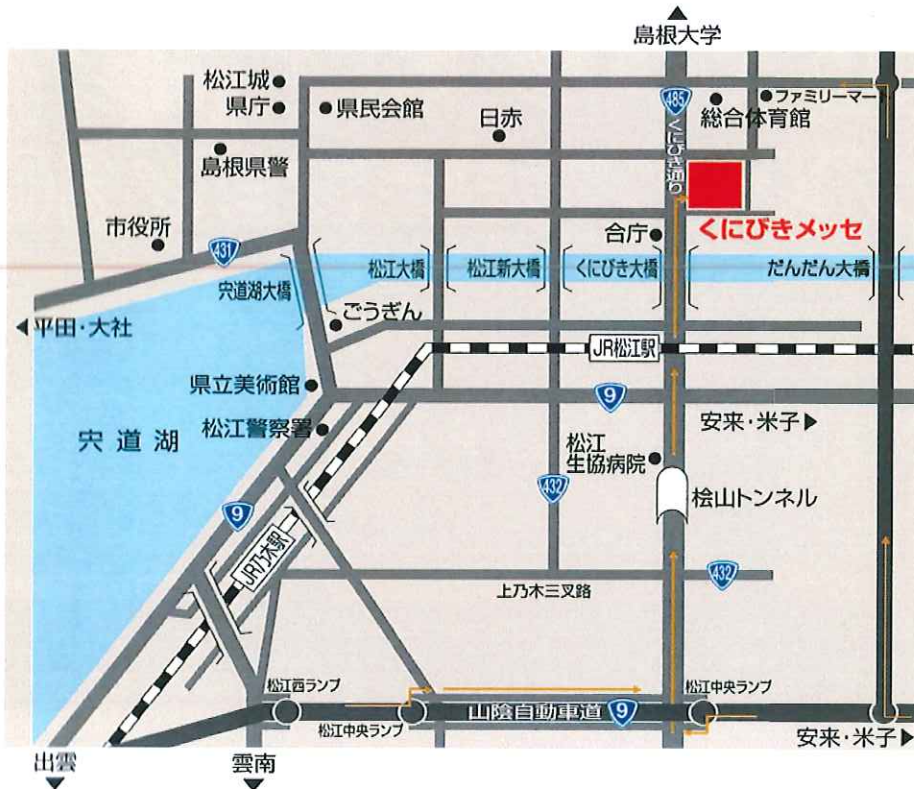 島根大学
松江城
県庁
県民会館
日赤
485
くにびき通り
ファミリーマート
総合体育館
島根県警
市役所
431
合庁
くにびきメッセ
宍道湖大橋
松江大橋
松江新大橋
くにびき大橋
だんだん大橋
平田・大社
ごうぎん
JR松江駅
県立美術館
9
安来・米子
松江警察署
宍道湖
松江
生協病院
432
桧山トンネル
9
JR乃木駅
432
上乃木三叉路
松江西ランプ
松江中央ランプ
松江中央ランプ
山陰自動車道
9
安来・米子
出雲
雲南